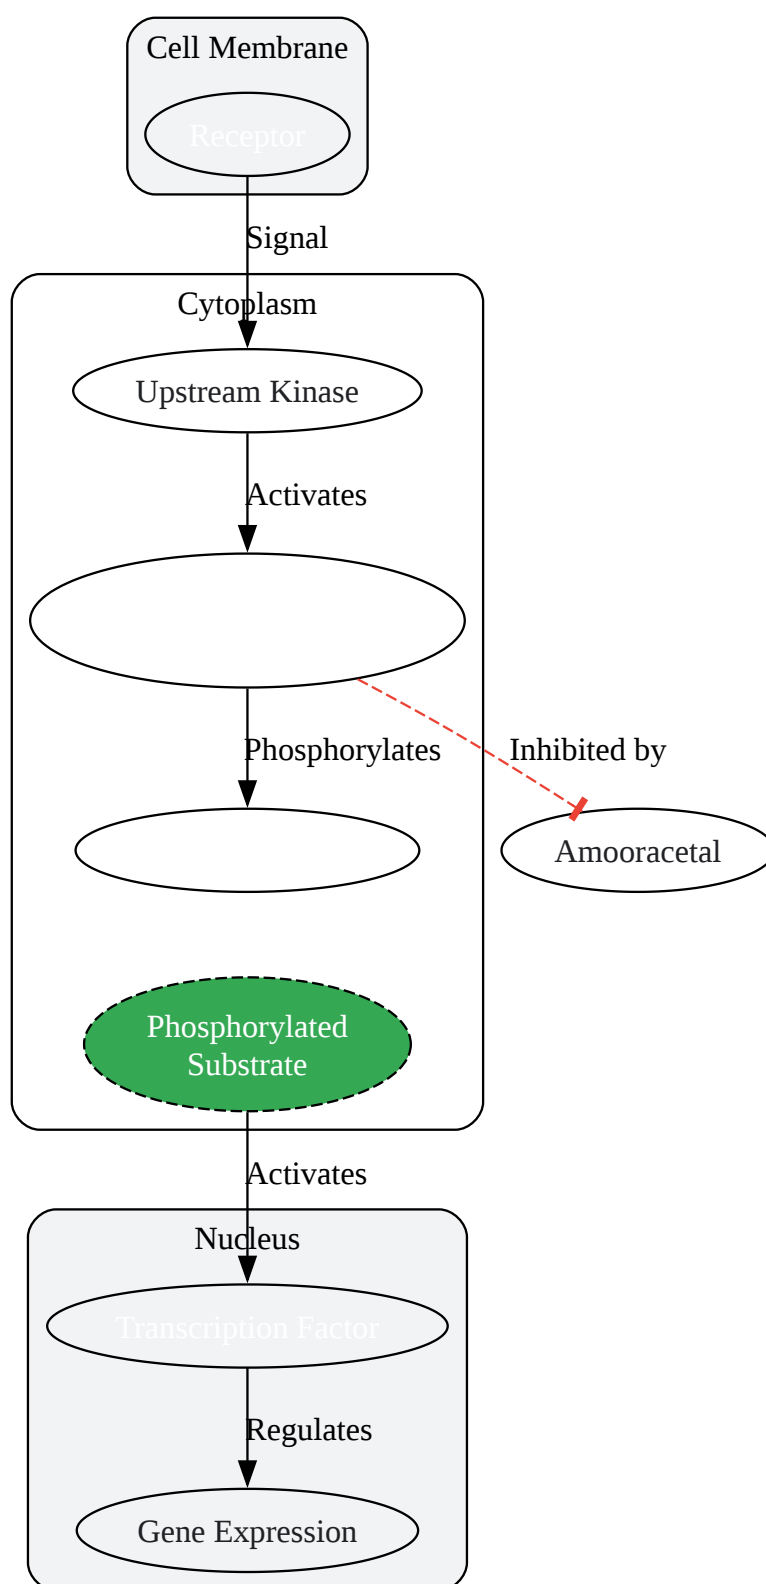 Cell Membrane
Receptor
Signal
Cytoplasm
Upstream Kinase
Activates
Phosphorylates
Inhibited by
Amooracetal
Phosphorylated
Substrate
Activates
Nucleus
Transcription Factor
Regulates
Gene Expression